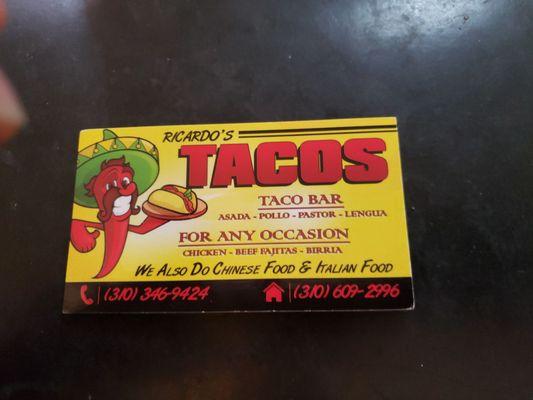 RICARDO'S
TACOS
TACO BAR
ASADA - POLLO - PASTOR - LENGUA
FOR ANY OCCASION
CHICKEN - BEEF FAJITAS - BIRRIA
WE ALSO DO CHINESE FOOD & ITALIAN FOOD
(310) 346-9424 (310) 609-2996